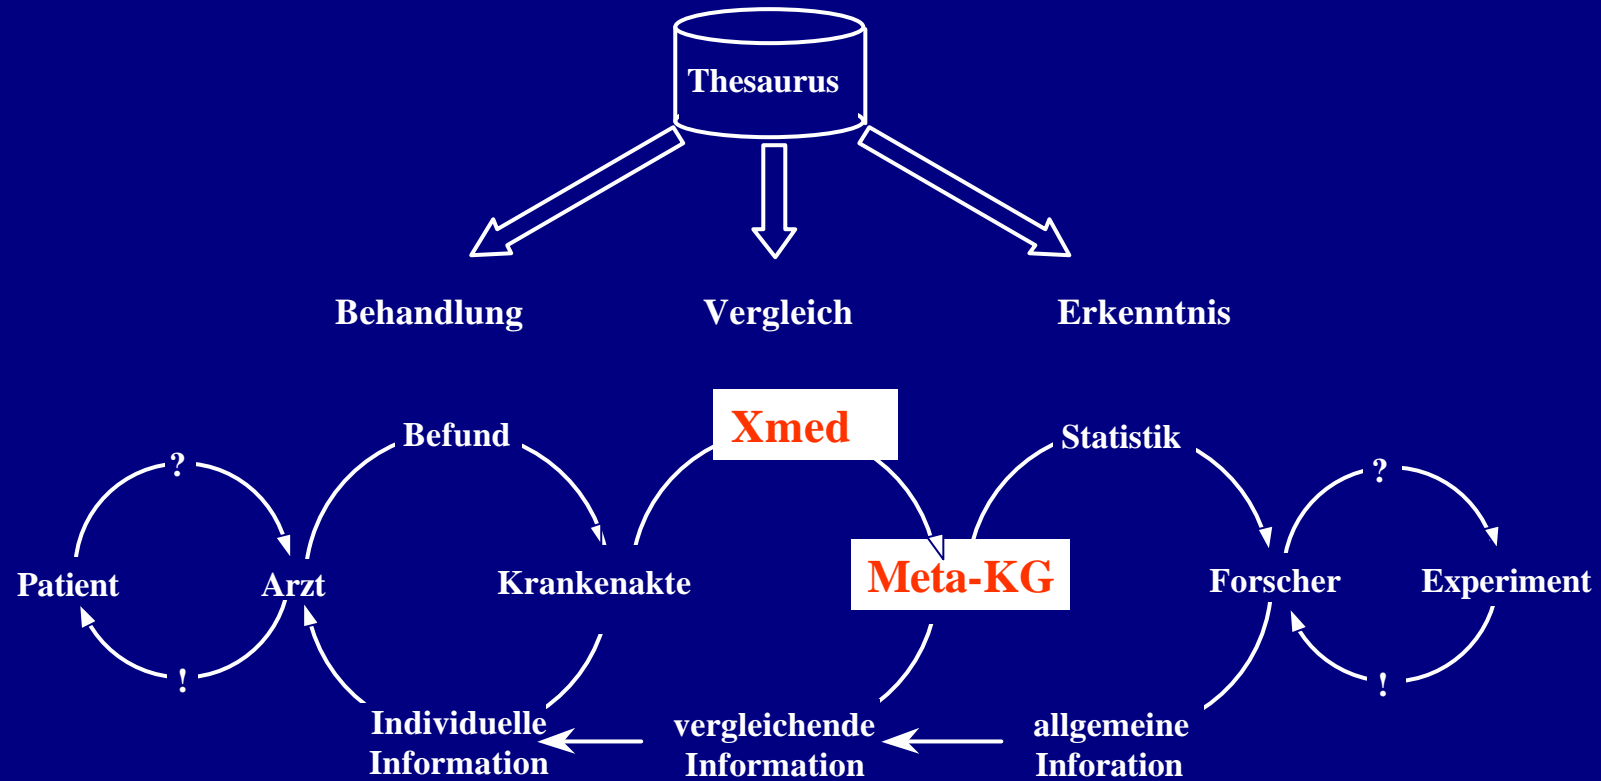 Thesaurus
Behandlung
Vergleich
Erkenntnis
Befund
Xmed
Statistik
?
?
Patient
Arzt
Krankenakte
Meta-KG
Forscher
Experiment
!
!
Individuelle
Information
vergleichende
Information
allgemeine
Inforation